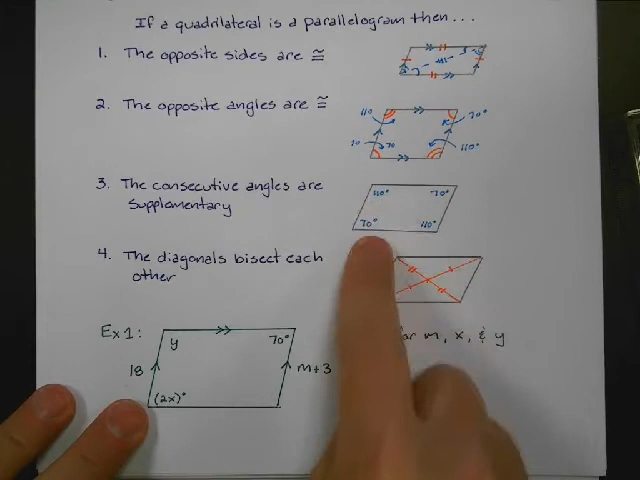 If a quadrilateral is a parallelogram then...
1. The opposite sides are ≅
2. The opposite angles are ≅
110 70°
70 70 110°
3. The consecutive angles are
Supplementary
110° 70°
70° 110°
4. The diagonals bisect each
other
Ex 1:
for m, x, & y
y 70°
18 m+3
(2x)°